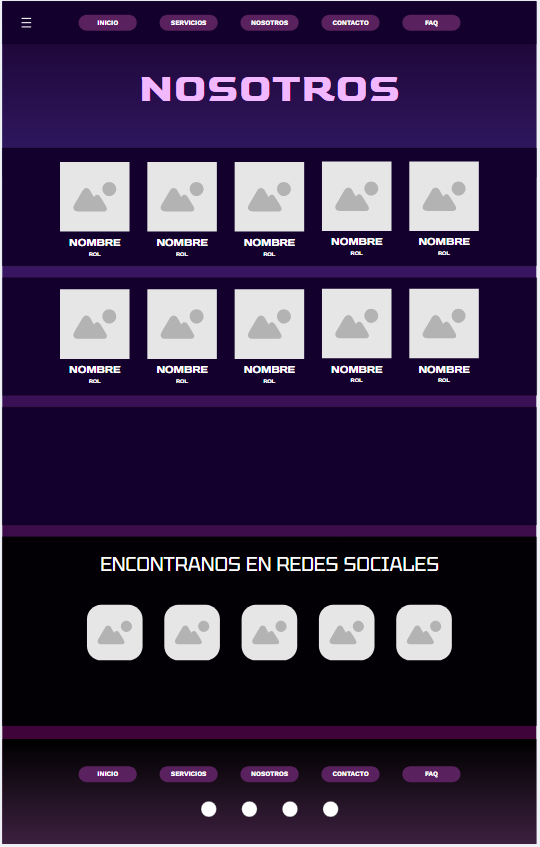 INICIO SERVICIOS NOSOTROS CONTACTO FAQ
NOSOTROS
NOMBRE NOMBRE NOMBRE NOMBRE NOMBRE
ROL ROL ROL ROL ROL
NOMBRE NOMBRE NOMBRE NOMBRE NOMBRE
ROL ROL ROL ROL ROL
ENCONTRANOS EN REDES SOCIALES
INICIO SERVICIOS NOSOTROS CONTACTO FAQ